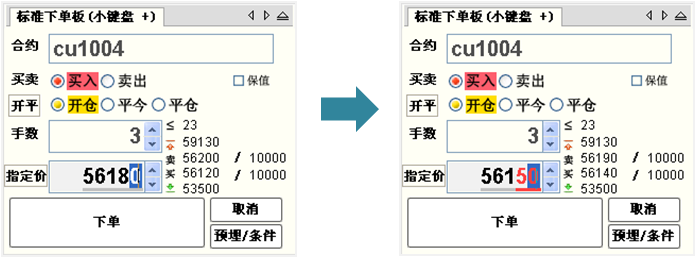 标准下单板(小键盘 +)
合约 cu1004
买卖 买入 卖出 保值
开平 开仓 平今 平仓
手数 3 ≤ 23
59130
指定价 56180 卖 56200 / 10000
买 56120 / 10000
53500
下单 取消
预埋/条件
标准下单板(小键盘 +)
合约 cu1004
买卖 买入 卖出 保值
开平 开仓 平今 平仓
手数 3 ≤ 23
59130
指定价 56150 卖 56190 / 10000
买 56140 / 10000
53500
下单 取消
预埋/条件